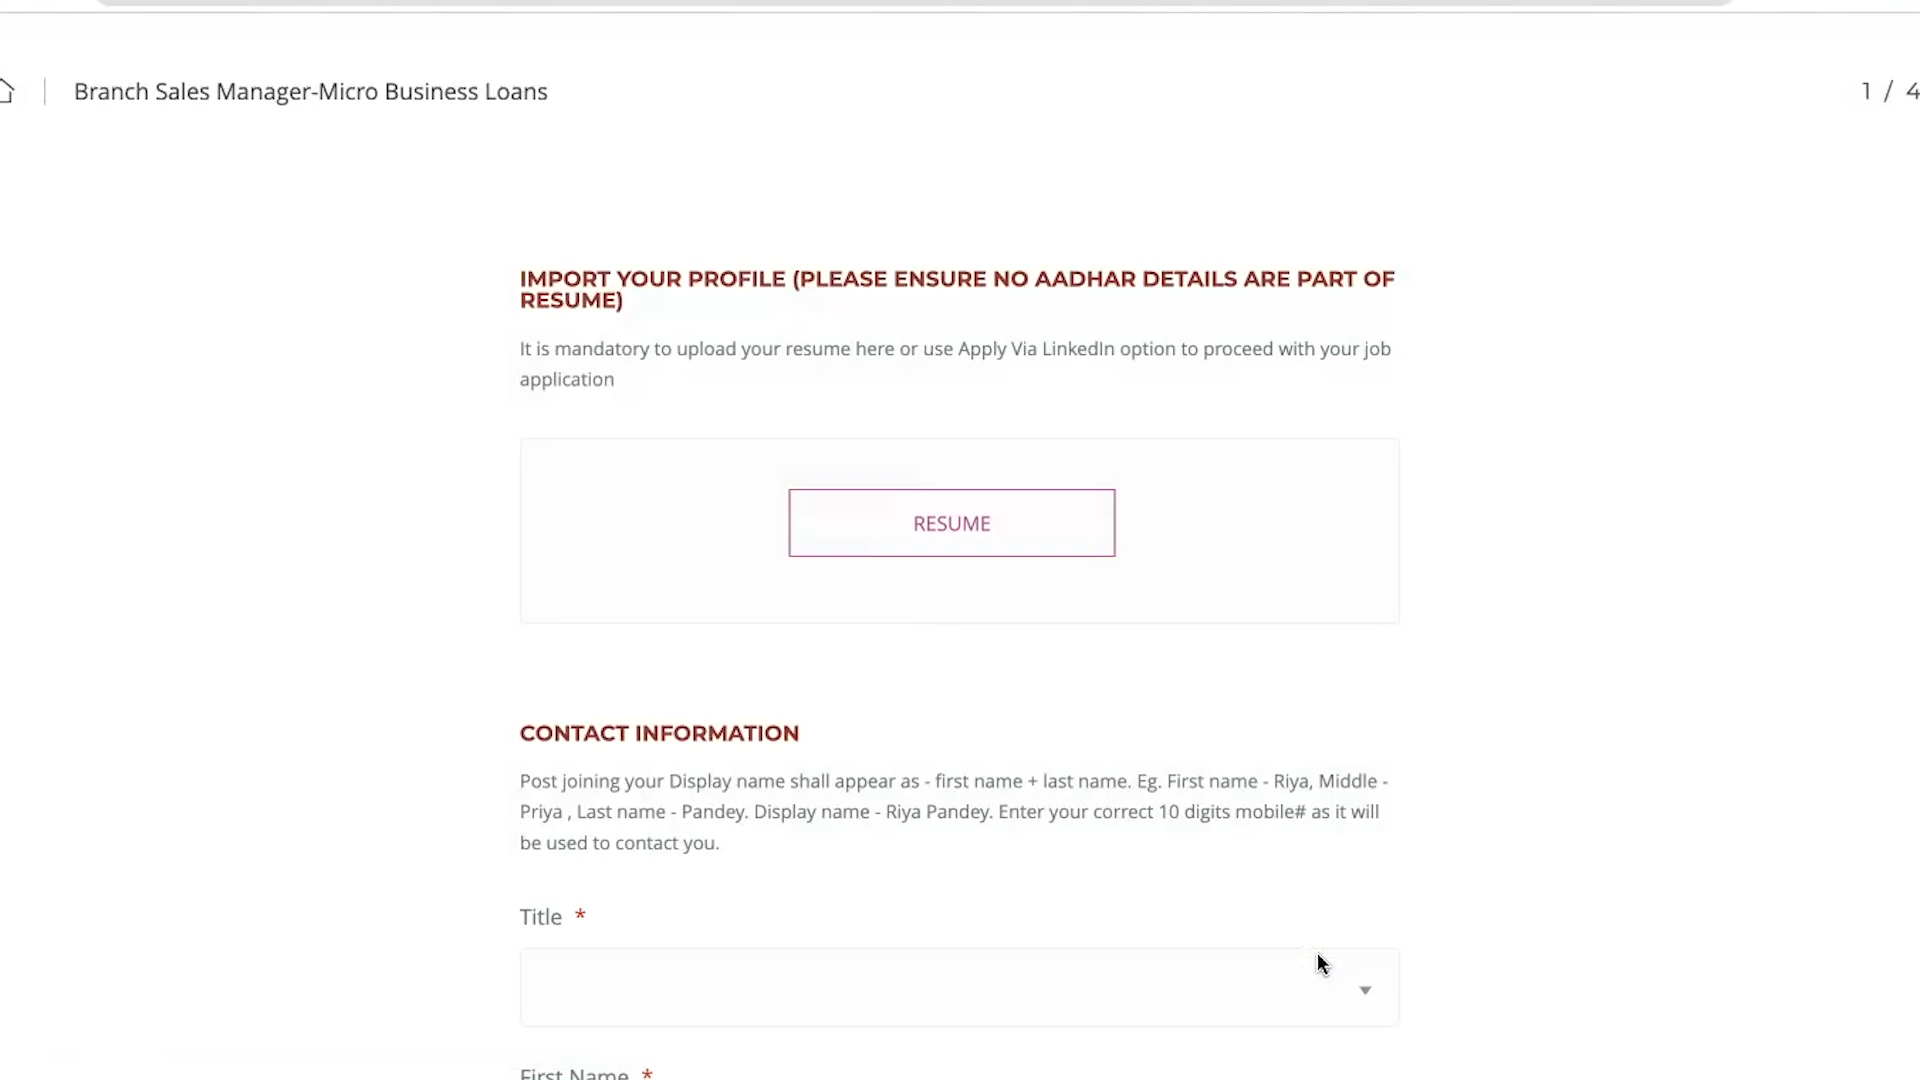 Branch Sales Manager-Micro Business Loans
1 / 4
IMPORT YOUR PROFILE (PLEASE ENSURE NO AADHAR DETAILS ARE PART OF
RESUME)
It is mandatory to upload your resume here or use Apply Via LinkedIn option to proceed with your job
application
RESUME
CONTACT INFORMATION
Post joining your Display name shall appear as - first name + last name. Eg. First name - Riya, Middle -
Priya , Last name - Pandey. Display name - Riya Pandey. Enter your correct 10 digits mobile# as it will
be used to contact you.
Title *
First Name *